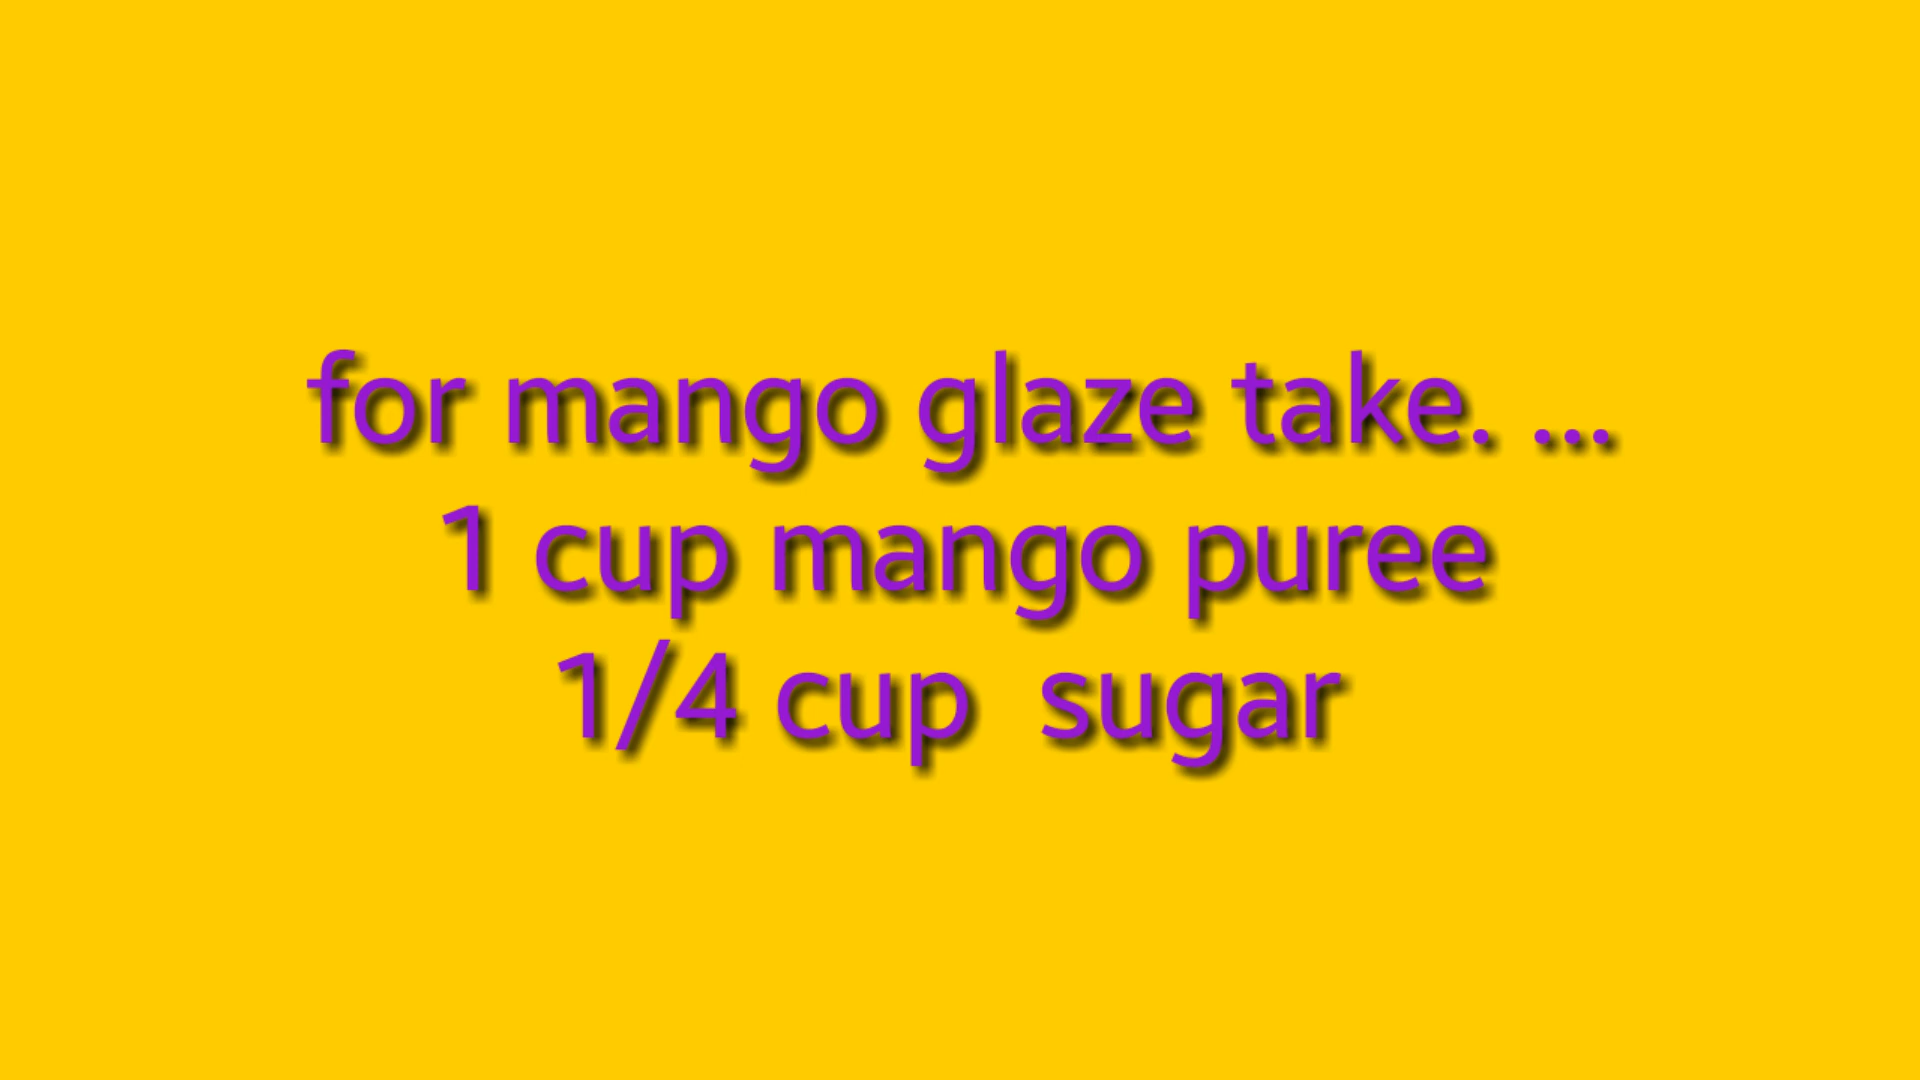 for mango glaze take. ...
1 cup mango puree
1/4 cup  sugar